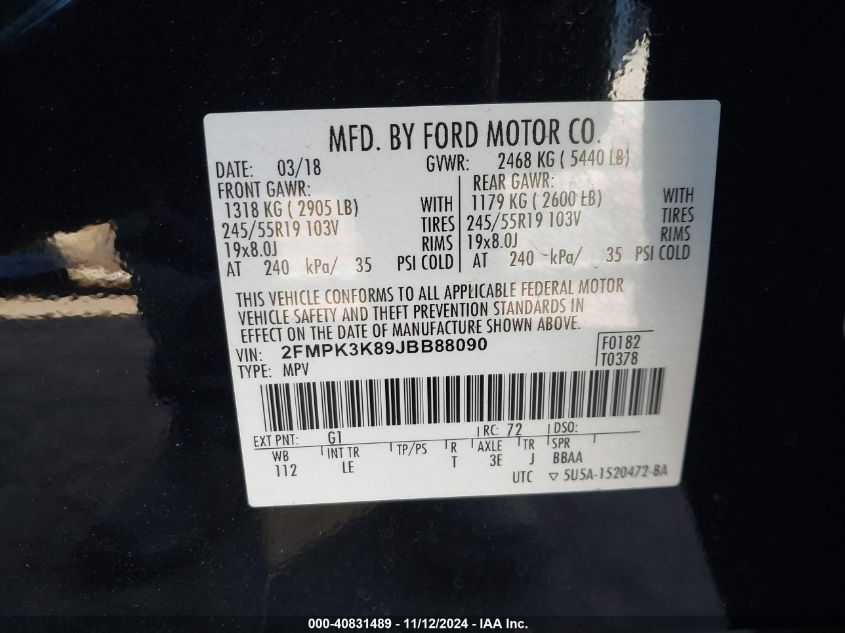 MFD. BY FORD MOTOR CO.
DATE: 03/18 GVWR: 2468 KG ( 5440 LB)
FRONT GAWR: REAR GAWR:
1318 KG ( 2905 LB) WITH 1179 KG ( 2600 LB) WITH
245/55R19 103V TIRES 245/55R19 103V TIRES
19x8.0J RIMS 19x8.0J RIMS
AT 240 kPa/ 35 PSI COLD AT 240 kPa/ 35 PSI COLD
THIS VEHICLE CONFORMS TO ALL APPLICABLE FEDERAL MOTOR
VEHICLE SAFETY AND THEFT PREVENTION STANDARDS IN
EFFECT ON THE DATE OF MANUFACTURE SHOWN ABOVE.
VIN: 2FMPK3K89JBB88090 F0182
TYPE: MPV T0378
EXT PNT: G1 RC: 72 DSO:
WB INT TR TP/PS R AXLE TR SPR
112 LE T 3E J BBAA
UTC ▽ 5U5A-1520472-BA
000-40831489 - 11/12/2024 - IAA Inc.